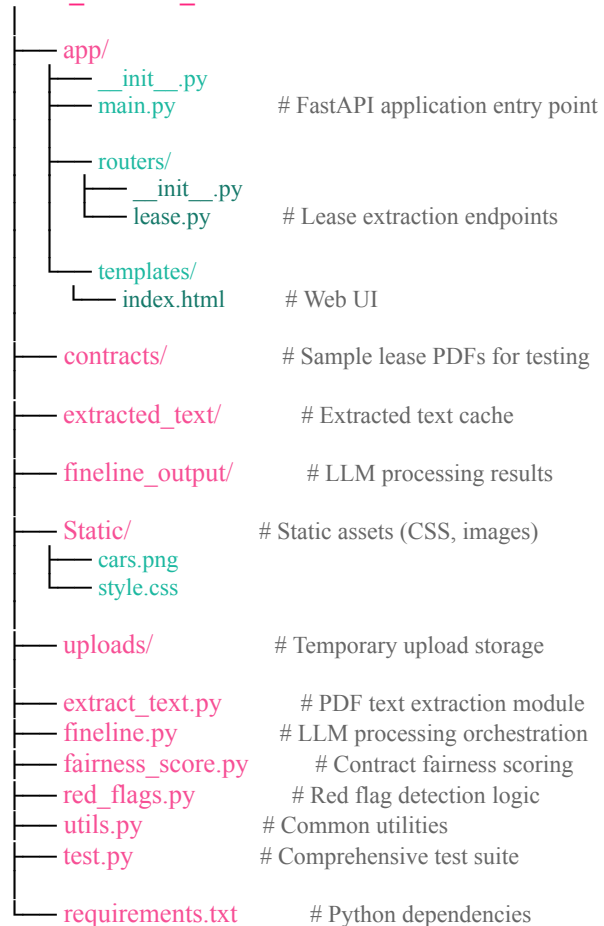 app/
__init__.py
main.py # FastAPI application entry point
routers/
__init__.py
lease.py # Lease extraction endpoints
templates/
index.html # Web UI
contracts/ # Sample lease PDFs for testing
extracted_text/ # Extracted text cache
fineline_output/ # LLM processing results
Static/ # Static assets (CSS, images)
cars.png
style.css
uploads/ # Temporary upload storage
extract_text.py # PDF text extraction module
fineline.py # LLM processing orchestration
fairness_score.py # Contract fairness scoring
red_flags.py # Red flag detection logic
utils.py # Common utilities
test.py # Comprehensive test suite
requirements.txt # Python dependencies